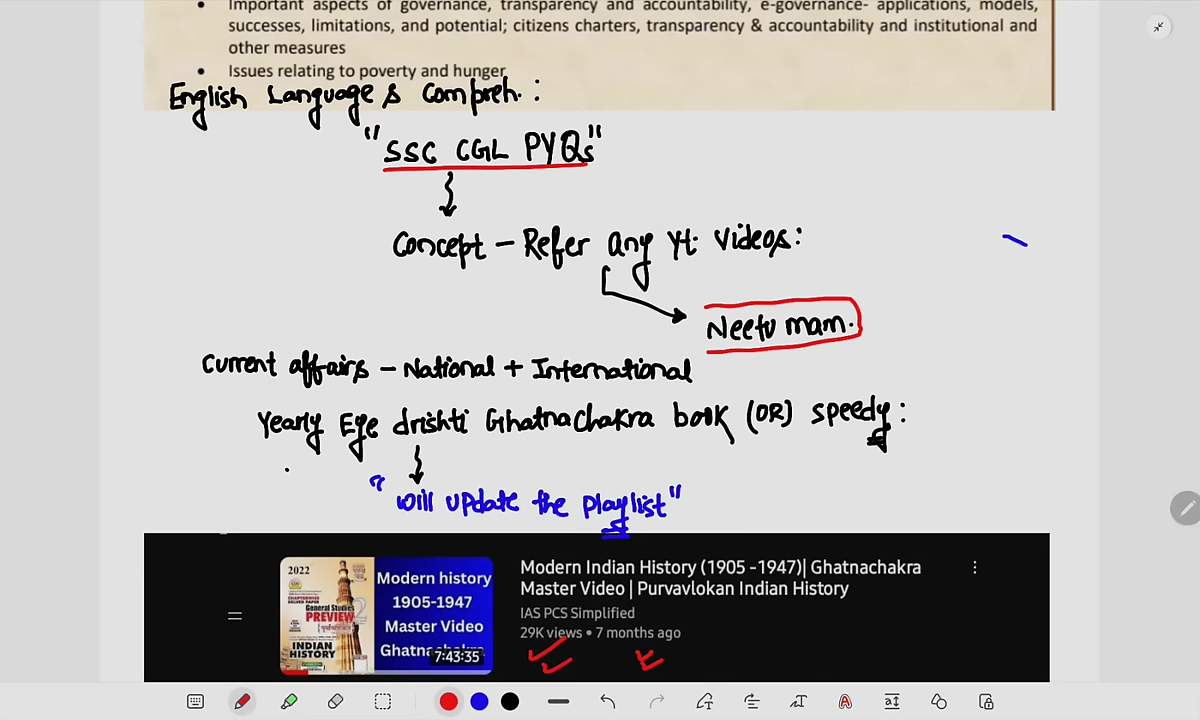 • Important aspects of governance, transparency and accountability, e-governance- applications, models,
successes, limitations, and potential; citizens charters, transparency & accountability and institutional and
other measures
• Issues relating to poverty and hunger
English Language & Compreh. :
"SSC CGL PYQs"
Concept - Refer any Yt. Videos:
Neetu mam.
Current affairs - National + International
Yearly Eye drishti Ghatnachakra book (OR) speedy:
"will update the playlist"
2022
General Studies
PREVIEW
INDIAN
HISTORY
Modern history
1905-1947
Master Video
Ghatnachakra
7:43:35
Modern Indian History (1905 -1947)| Ghatnachakra
Master Video | Purvavlokan Indian History
IAS PCS Simplified
29K views • 7 months ago